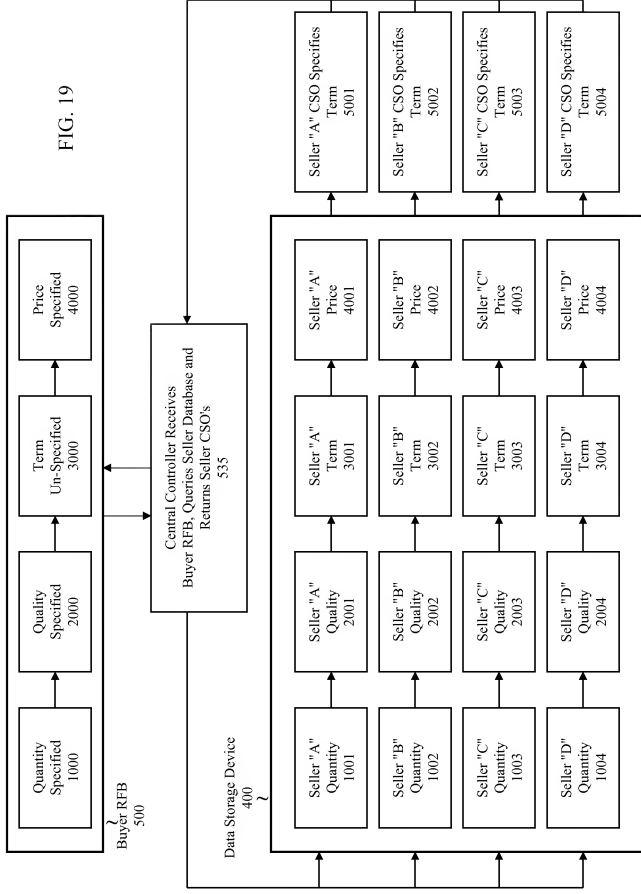 FIG. 19
Quantity
Specified
1000
Quality
Specified
2000
Term
Un-Specified
3000
Price
Specified
4000
Buyer RFB
500
Central Controller Receives
Buyer RFB, Queries Seller Database and
Returns Seller CSO's
535
Data Storage Device
400
Seller "A"
Quantity
1001
Seller "A"
Quality
2001
Seller "A"
Term
3001
Seller "A"
Price
4001
Seller "A" CSO Specifies
Term
5001
Seller "B"
Quantity
1002
Seller "B"
Quality
2002
Seller "B"
Term
3002
Seller "B"
Price
4002
Seller "B" CSO Specifies
Term
5002
Seller "C"
Quantity
1003
Seller "C"
Quality
2003
Seller "C"
Term
3003
Seller "C"
Price
4003
Seller "C" CSO Specifies
Term
5003
Seller "D"
Quantity
1004
Seller "D"
Quality
2004
Seller "D"
Term
3004
Seller "D"
Price
4004
Seller "D" CSO Specifies
Term
5004